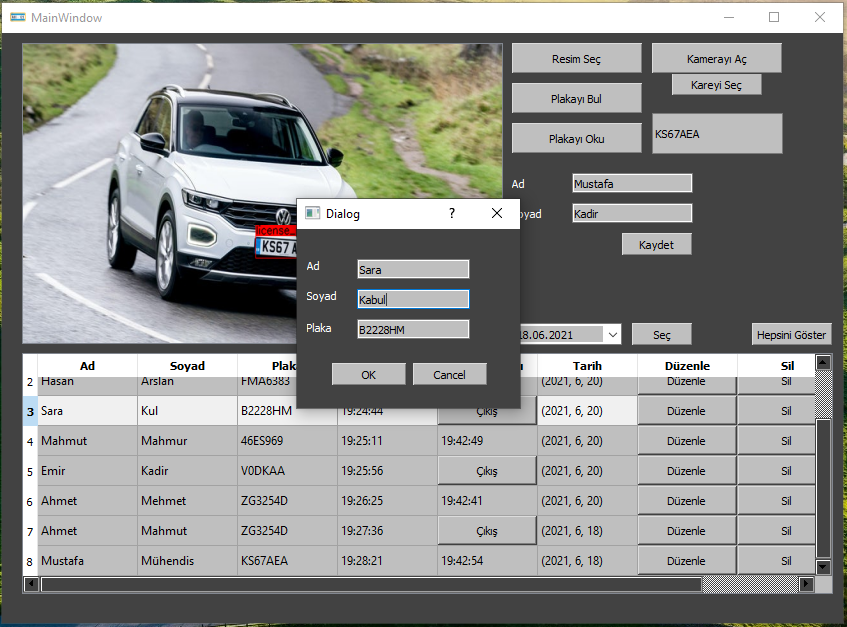 MainWindow
Resim Seç
Kamerayı Aç
Kareyi Seç
Plakayı Bul
Plakayı Oku
KS67AEA
Ad
Mustafa
oyad
Kadir
Kaydet
license_
KS67 A
Dialog
?
Ad
Sara
Soyad
Kabul
Plaka
B2228HM
OK
Cancel
18.06.2021
Seç
Hepsini Göster
Ad Soyad Plak Tarih Düzenle Sil
2 Hasan Arslan FMA6383 (2021, 6, 20) Düzenle Sil
3 Sara Kul B2228HM 19:24:44 Çıkış (2021, 6, 20) Düzenle Sil
4 Mahmut Mahmur 46ES969 19:25:11 19:42:49 (2021, 6, 20) Düzenle Sil
5 Emir Kadir V0DKAA 19:25:56 Çıkış (2021, 6, 20) Düzenle Sil
6 Ahmet Mehmet ZG3254D 19:26:25 19:42:41 (2021, 6, 20) Düzenle Sil
7 Ahmet Mahmut ZG3254D 19:27:36 Çıkış (2021, 6, 18) Düzenle Sil
8 Mustafa Mühendis KS67AEA 19:28:21 19:42:54 (2021, 6, 18) Düzenle Sil